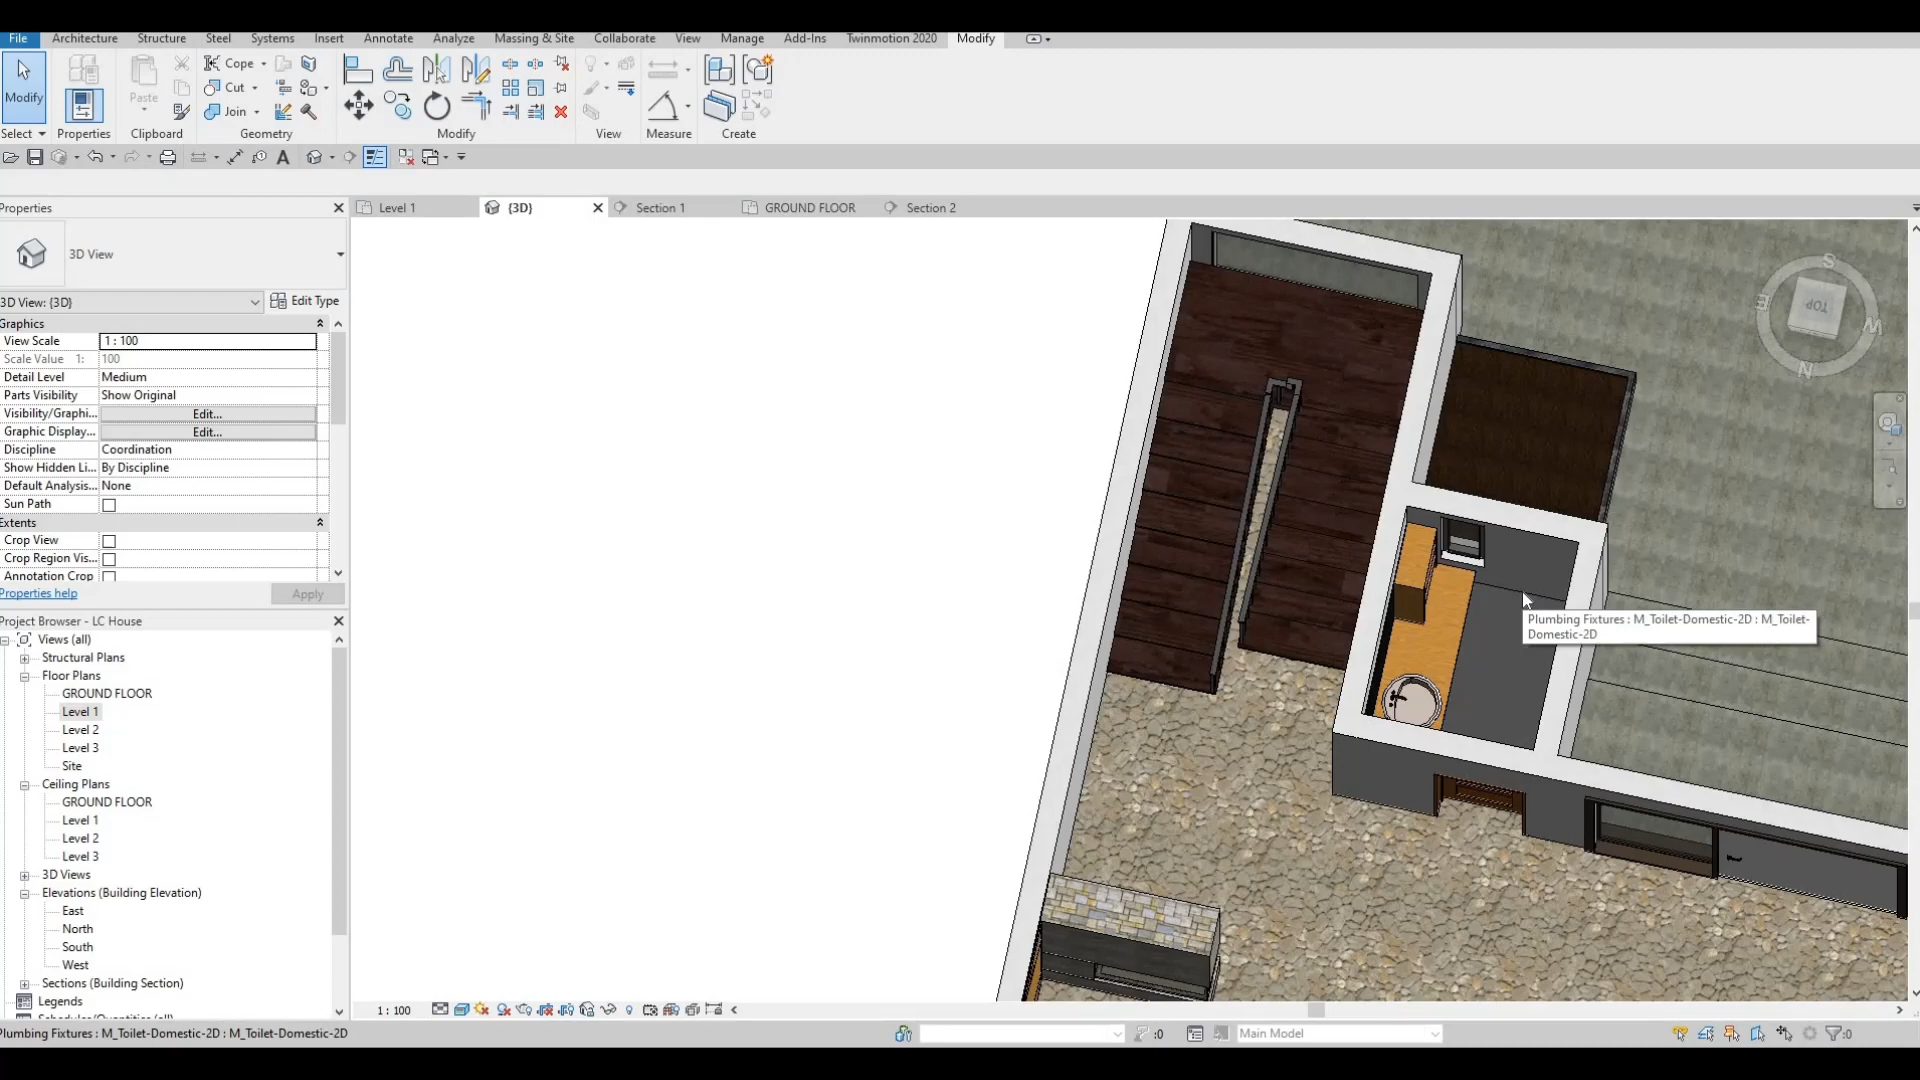 File Architecture Structure Steel Systems Insert Annotate Analyze Massing & Site Collaborate View Manage Add-Ins Twinmotion 2020 Modify
Modify
Paste
Cope
Cut
Join
Select Properties Clipboard Geometry Modify View Measure Create
Properties
Level 1 {3D} Section 1 GROUND FLOOR Section 2
3D View
3D View: {3D} Edit Type
Graphics
View Scale 1 : 100
Scale Value 1: 100
Detail Level Medium
Parts Visibility Show Original
Visibility/Graphi... Edit...
Graphic Display... Edit...
Discipline Coordination
Show Hidden Li... By Discipline
Default Analysis... None
Sun Path
Extents
Crop View
Crop Region Vis...
Annotation Crop
Properties help Apply
Project Browser - LC House
Views (all)
Structural Plans
Floor Plans
GROUND FLOOR
Level 1
Level 2
Level 3
Site
Ceiling Plans
GROUND FLOOR
Level 1
Level 2
Level 3
3D Views
Elevations (Building Elevation)
East
North
South
West
Sections (Building Section)
Legends
Schedules/Quantities (all)
S
E
TOP
W
N
Plumbing Fixtures : M_Toilet-Domestic-2D : M_Toilet-
Domestic-2D
1 : 100
Plumbing Fixtures : M_Toilet-Domestic-2D : M_Toilet-Domestic-2D
:0 Main Model :0